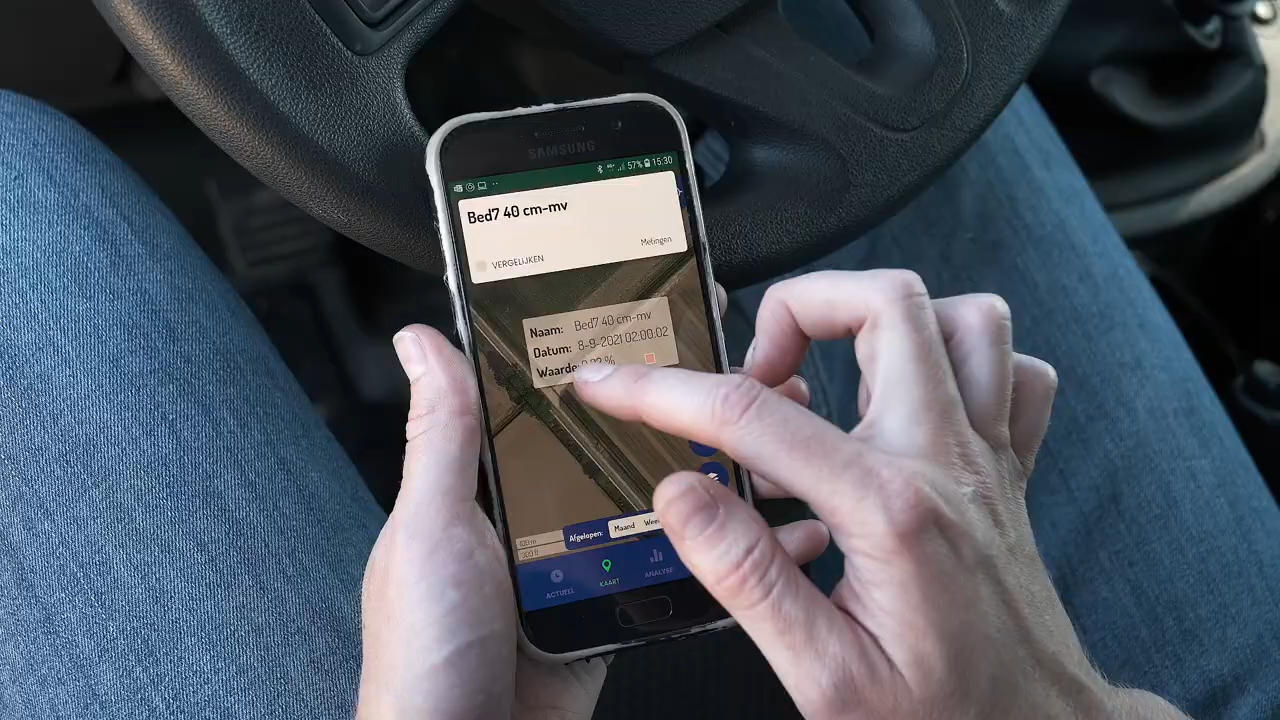 SAMSUNG
57% 15:30
Bed7 40 cm-mv
Metingen
VERGELIJKEN
Naam: Bed7 40 cm-mv
Datum: 8-9-2021 02:00:02
Waarde: %
Afgelopen: Maand
ACTUEEL
KAART
ANALYSE